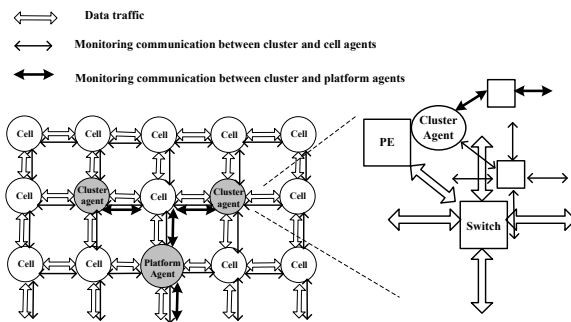 Data traffic
Monitoring communication between cluster and cell agents
Monitoring communication between cluster and platform agents
Cell Cell Cell Cell Cell
Cell Cluster agent Cell Cluster agent Cell
Cell Cell Platform Agent Cell Cell
PE
Cluster
Agent
Switch